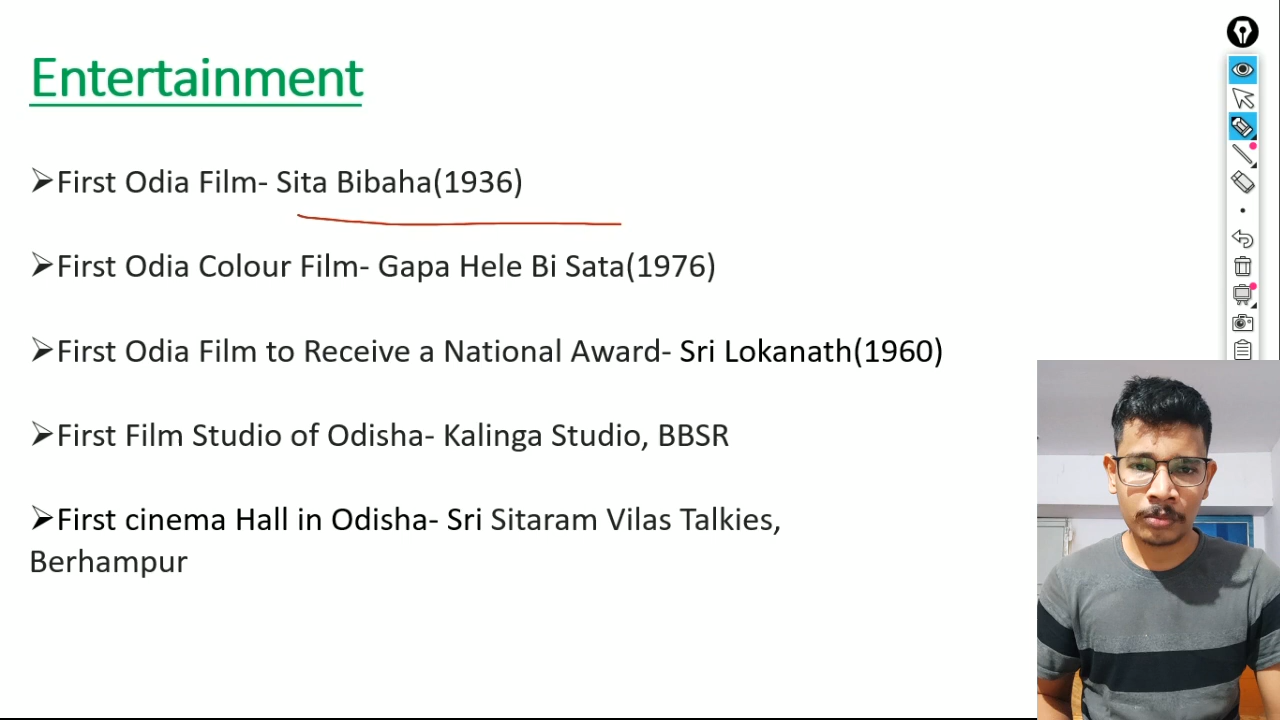 Entertainment
➢First Odia Film- Sita Bibaha(1936)
➢First Odia Colour Film- Gapa Hele Bi Sata(1976)
➢First Odia Film to Receive a National Award- Sri Lokanath(1960)
➢First Film Studio of Odisha- Kalinga Studio, BBSR
➢First cinema Hall in Odisha- Sri Sitaram Vilas Talkies,
Berhampur